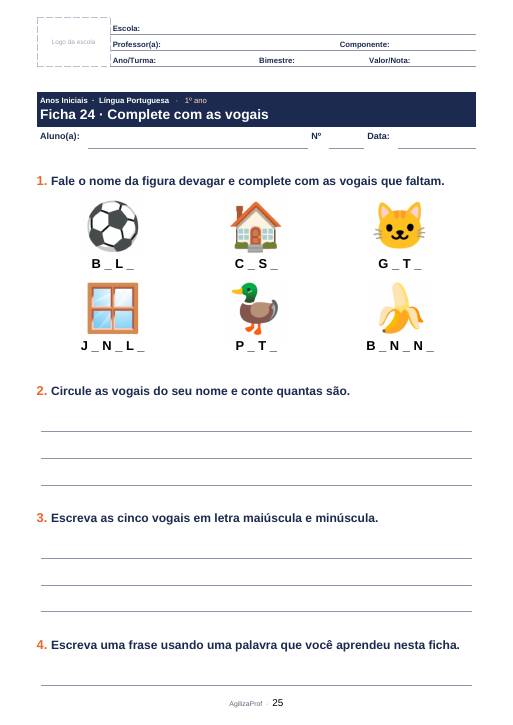 Logo da escola
Escola:
Professor(a): Componente:
Ano/Turma: Bimestre: Valor/Nota:
Anos Iniciais · Língua Portuguesa · 1º ano
Ficha 24 · Complete com as vogais
Aluno(a): Nº Data:
1. Fale o nome da figura devagar e complete com as vogais que faltam.
B _ L _ C _ S _ G _ T _
J _ N _ L _ P _ T _ B _ N _ N _
2. Circule as vogais do seu nome e conte quantas são.
3. Escreva as cinco vogais em letra maiúscula e minúscula.
4. Escreva uma frase usando uma palavra que você aprendeu nesta ficha.
AgilizaProf · 25